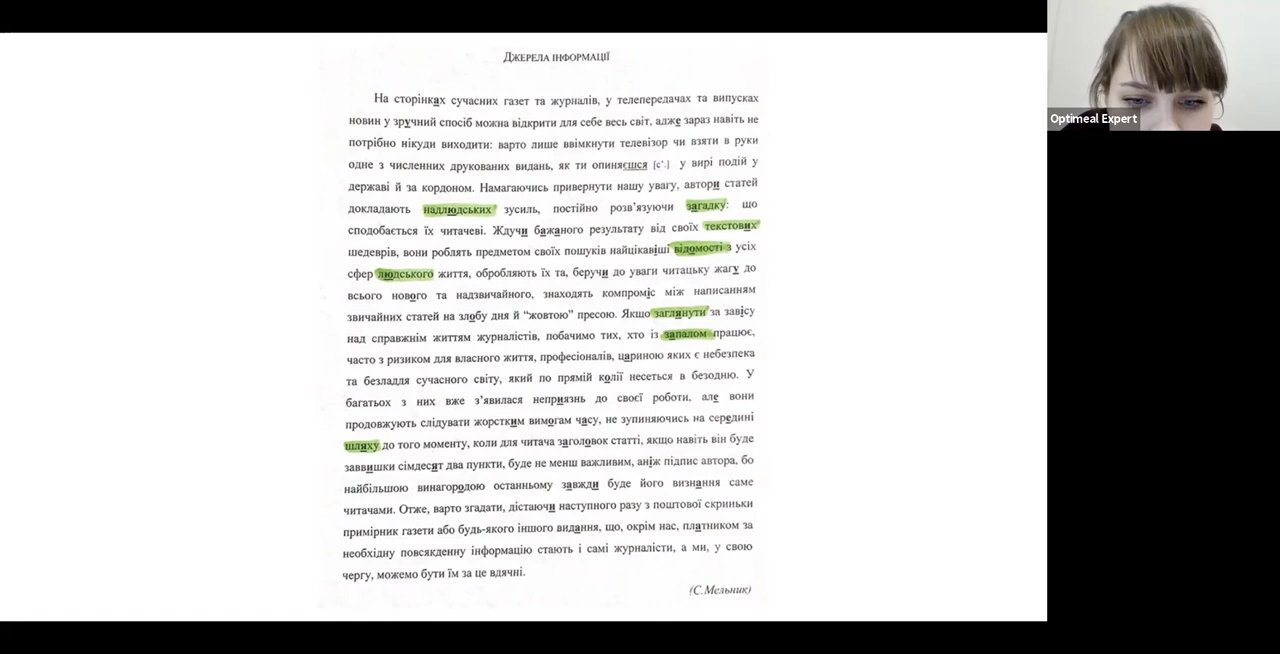 Джерела інформації
На сторінках сучасних газет та журналів, у телепередачах та випусках
новин у зручний спосіб можна відкрити для себе весь світ, адже зараз навіть не
потрібно нікуди виходити: варто лише ввімкнути телевізор чи взяти в руки
одне з численних друкованих видань, як ти опиняєшся [с'.] у вирі подій у
державі й за кордоном. Намагаючись привернути нашу увагу, автори статей
докладають надлюдських зусиль, постійно розв’язуючи загадку: що
сподобається їх читачеві. Ждучи бажаного результату від своїх текстових
шедеврів, вони роблять предметом своїх пошуків найцікавіші відомості з усіх
сфер людського життя, обробляють їх та, беручи до уваги читацьку жагу до
всього нового та надзвичайного, знаходять компроміс між написанням
звичайних статей на злобу дня й “жовтою” пресою. Якщо заглянути за завісу
над справжнім життям журналістів, побачимо тих, хто із запалом працює,
часто з ризиком для власного життя, професіоналів, цариною яких є небезпека
та безладдя сучасного світу, який по прямій колії несеться в безодню. У
багатьох з них вже з’явилася неприязнь до своєї роботи, але вони
продовжують слідувати жорстким вимогам часу, не зупиняючись на середині
шляху до того моменту, коли для читача заголовок статті, якщо навіть він буде
заввишки сімдесят два пункти, буде не менш важливим, аніж підпис автора, бо
найбільшою винагородою останньому завжди буде його визнання саме
читачами. Отже, варто згадати, дістаючи наступного разу з поштової скриньки
примірник газети або будь-якого іншого видання, що, окрім нас, платником за
необхідну повсякденну інформацію стають і самі журналісти, а ми, у свою
чергу, можемо бути їм за це вдячні.
(С.Мельник)
Optimeal Expert